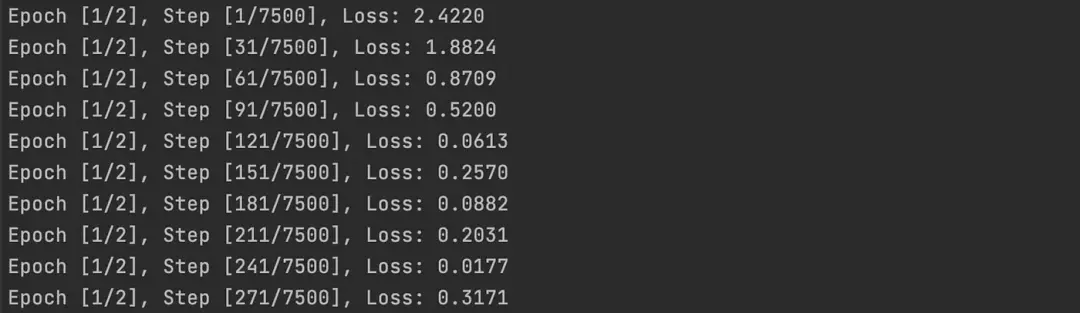 Epoch [1/2], Step [1/7500], Loss: 2.4220
Epoch [1/2], Step [31/7500], Loss: 1.8824
Epoch [1/2], Step [61/7500], Loss: 0.8709
Epoch [1/2], Step [91/7500], Loss: 0.5200
Epoch [1/2], Step [121/7500], Loss: 0.0613
Epoch [1/2], Step [151/7500], Loss: 0.2570
Epoch [1/2], Step [181/7500], Loss: 0.0882
Epoch [1/2], Step [211/7500], Loss: 0.2031
Epoch [1/2], Step [241/7500], Loss: 0.0177
Epoch [1/2], Step [271/7500], Loss: 0.3171